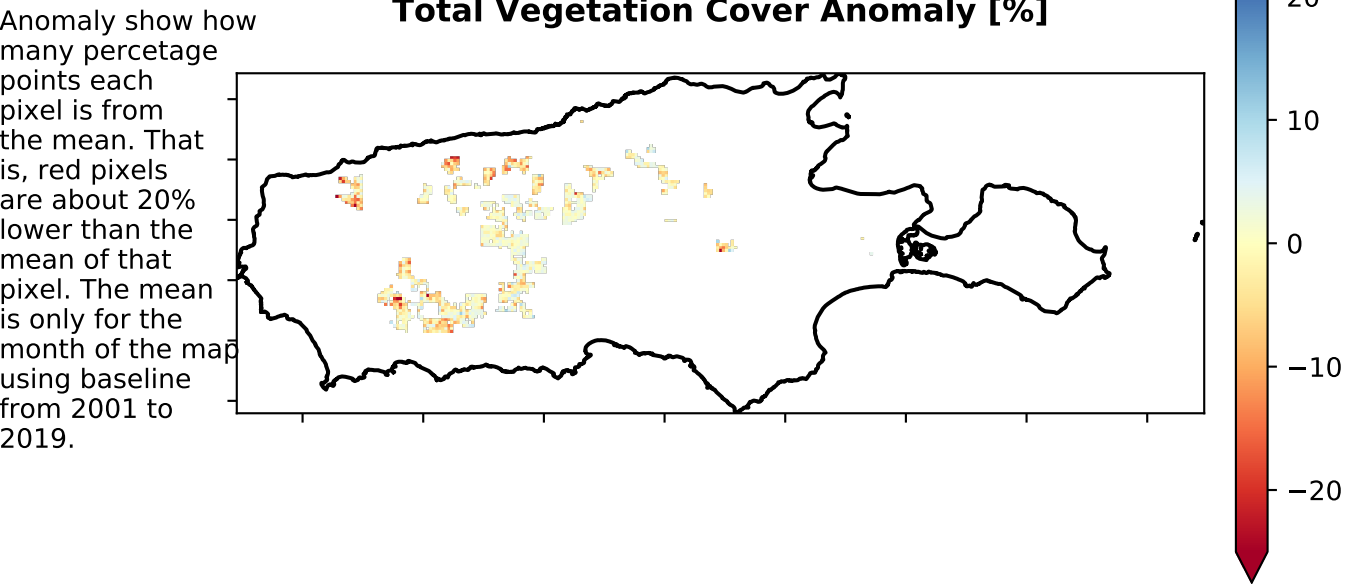 Total Vegetation Cover Anomaly [%]
Anomaly show how
many percetage
points each
pixel is from
the mean. That
is, red pixels
are about 20%
lower than the
mean of that
pixel. The mean
is only for the
month of the map
using baseline
from 2001 to
2019.
20
10
0
−10
−20